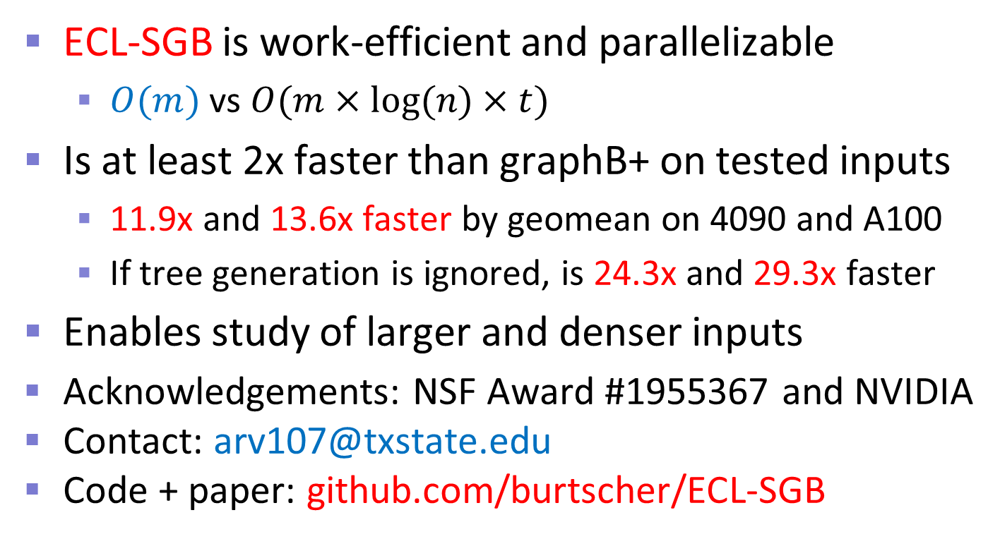 ▪ ECL-SGB is work-efficient and parallelizable
▪ O(m) vs O(m × log(n) × t)
▪ Is at least 2x faster than graphB+ on tested inputs
▪ 11.9x and 13.6x faster by geomean on 4090 and A100
▪ If tree generation is ignored, is 24.3x and 29.3x faster
▪ Enables study of larger and denser inputs
▪ Acknowledgements: NSF Award #1955367 and NVIDIA
▪ Contact: arv107@txstate.edu
▪ Code + paper: github.com/burtscher/ECL-SGB